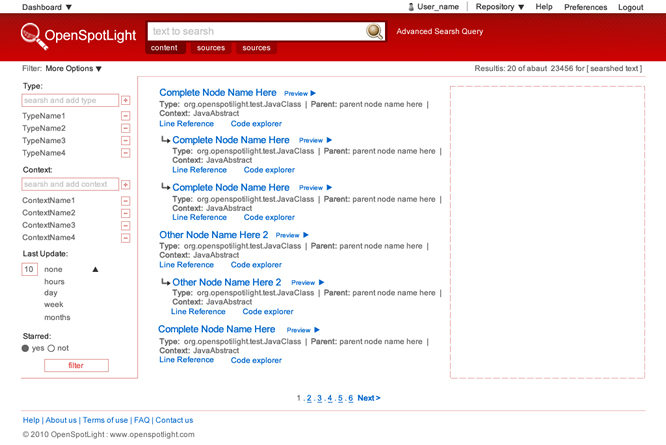 Dashboard ▼ User_name Repository ▼ Help Preferences Logout
OpenSpotLight text to search Advanced Search Query
content sources sources
Filter: More Options ▼ Resultis: 20 of abaut 23456 for [ searshed text ]
Type:
searsh and add type +
TypeName1 −
TypeName2 −
TypeName3 −
TypeName4 −
Context:
searsh and add context +
ContextName1 −
ContextName2 −
ContextName3 −
ContextName4 −
Last Update:
10 none ▲
hours
day
week
months
Starred:
yes not
filter
Complete Node Name Here Preview ▶
Type: org.openspotilight.test.JavaClass | Parent: parent node name here |
Context: JavaAbstract
Line Reference Code explorer
Complete Node Name Here Preview ▶
Type: org.openspotilight.test.JavaClass | Parent: parent node name here |
Context: JavaAbstract
Line Reference Code explorer
Complete Node Name Here Preview ▶
Type: org.openspotilight.test.JavaClass | Parent: parent node name here |
Context: JavaAbstract
Line Reference Code explorer
Other Node Name Here 2 Preview ▶
Type: org.openspotilight.test.JavaClass | Parent: parent node name here |
Context: JavaAbstract
Line Reference Code explorer
Other Node Name Here 2 Preview ▶
Type: org.openspotilight.test.JavaClass | Parent: parent node name here |
Context: JavaAbstract
Line Reference Code explorer
Complete Node Name Here Preview ▶
Type: org.openspotilight.test.JavaClass | Parent: parent node name here |
Context: JavaAbstract
Line Reference Code explorer
1 . 2 . 3 . 4 . 5 . 6 Next >
Help | About us | Terms of use | FAQ | Contact us
© 2010 OpenSpotLight : www.openspotlight.com